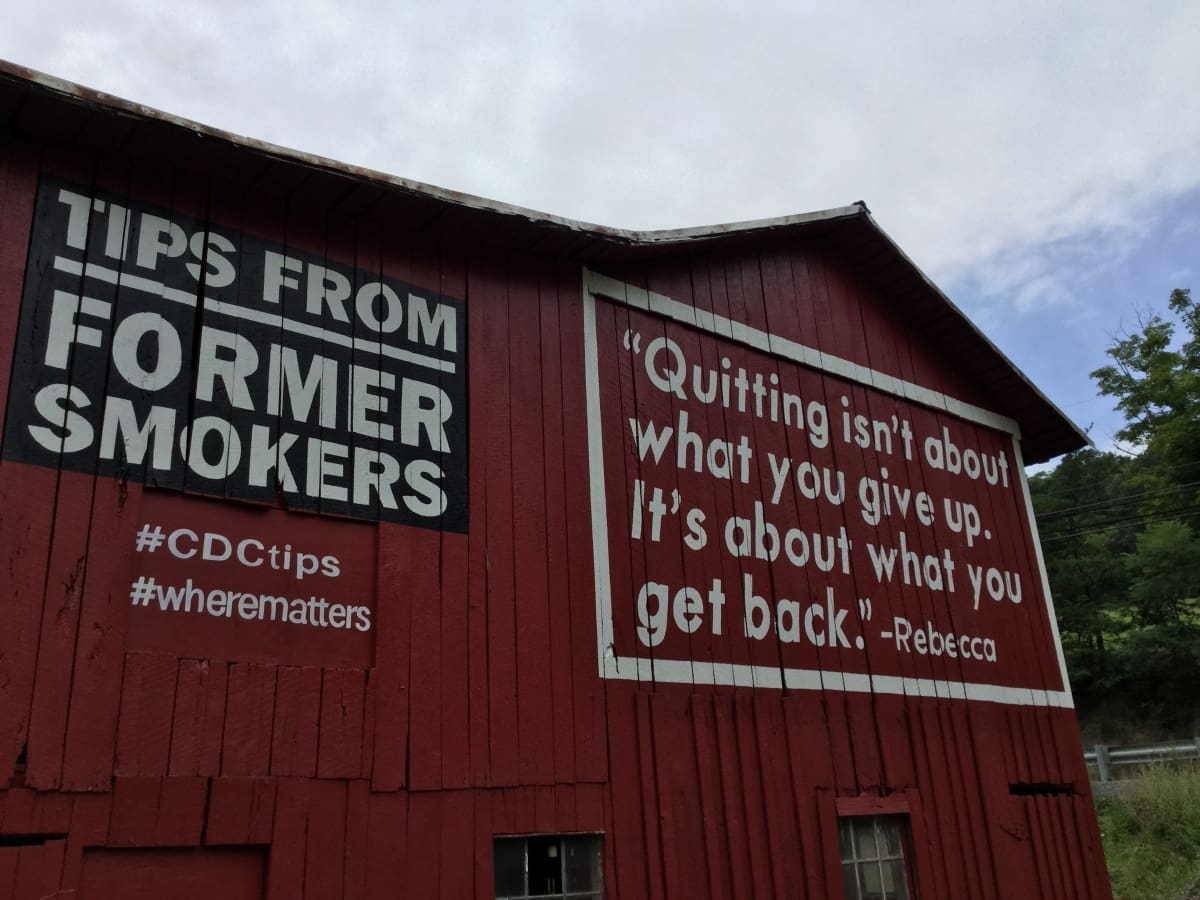 TIPS FROM
FORMER
SMOKERS
#CDCtips
#wherematters
“Quitting isn’t about
what you give up.
It’s about what you
get back.” -Rebecca